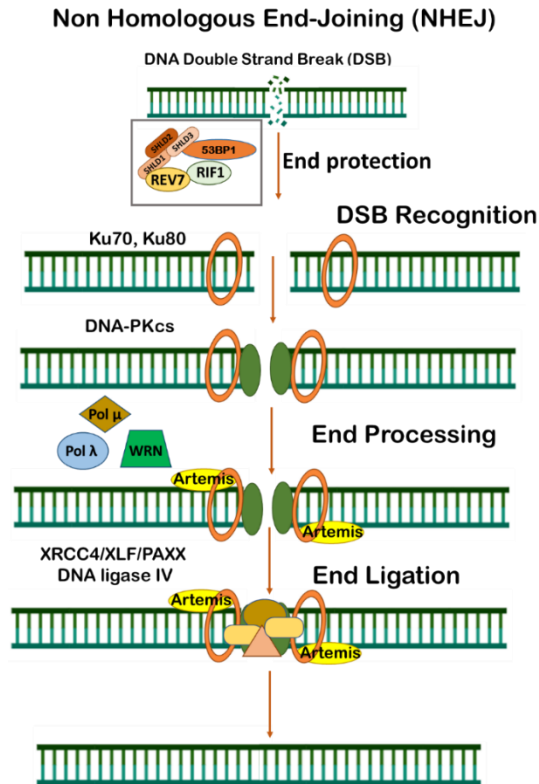 Non Homologous End-Joining (NHEJ)
DNA Double Strand Break (DSB)
SHLD2
SHLD3
SHLD1
53BP1
REV7
RIF1
End protection
DSB Recognition
Ku70, Ku80
DNA-PKcs
Pol μ
Pol λ
WRN
End Processing
Artemis
Artemis
XRCC4/XLF/PAXX
DNA ligase IV
End Ligation
Artemis
Artemis